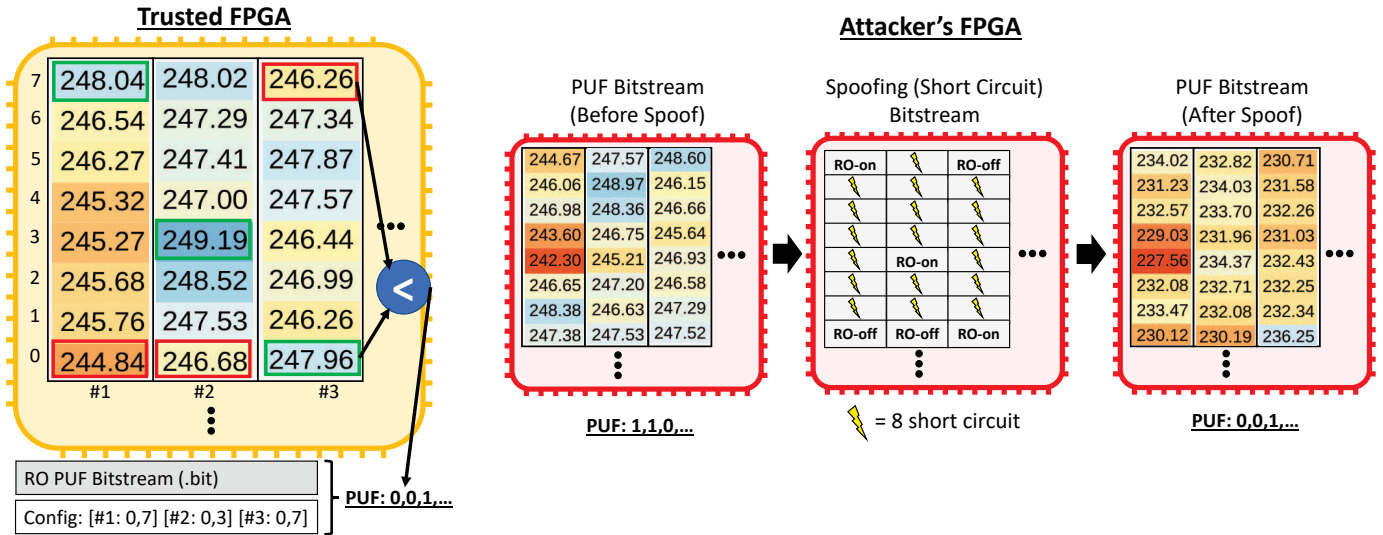 Trusted FPGA
7 248.04 248.02 246.26
6 246.54 247.29 247.34
5 246.27 247.41 247.87
4 245.32 247.00 247.57
3 245.27 249.19 246.44
2 245.68 248.52 246.99
1 245.76 247.53 246.26
0 244.84 246.68 247.96
#1 #2 #3
<
RO PUF Bitstream (.bit)
Config: [#1: 0,7] [#2: 0,3] [#3: 0,7]
PUF: 0,0,1,...
Attacker's FPGA
PUF Bitstream
(Before Spoof)
244.67 247.57 248.60
246.06 248.97 246.15
246.98 248.36 246.66
243.60 246.75 245.64
242.30 245.21 246.93
246.65 247.20 246.58
248.38 246.63 247.29
247.38 247.53 247.52
PUF: 1,1,0,...
Spoofing (Short Circuit)
Bitstream
RO-on RO-off
RO-on
RO-off RO-off RO-on
= 8 short circuit
PUF Bitstream
(After Spoof)
234.02 232.82 230.71
231.23 234.03 231.58
232.57 233.70 232.26
229.03 231.96 231.03
227.56 234.37 232.43
232.08 232.71 232.25
233.47 232.08 232.34
230.12 230.19 236.25
PUF: 0,0,1,...